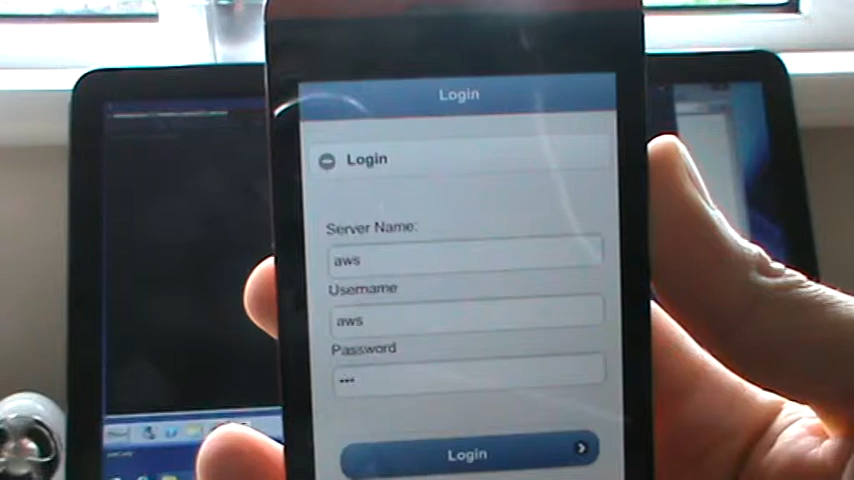 Login
Login
Server Name:
aws
Username
aws
Password
•••
Login